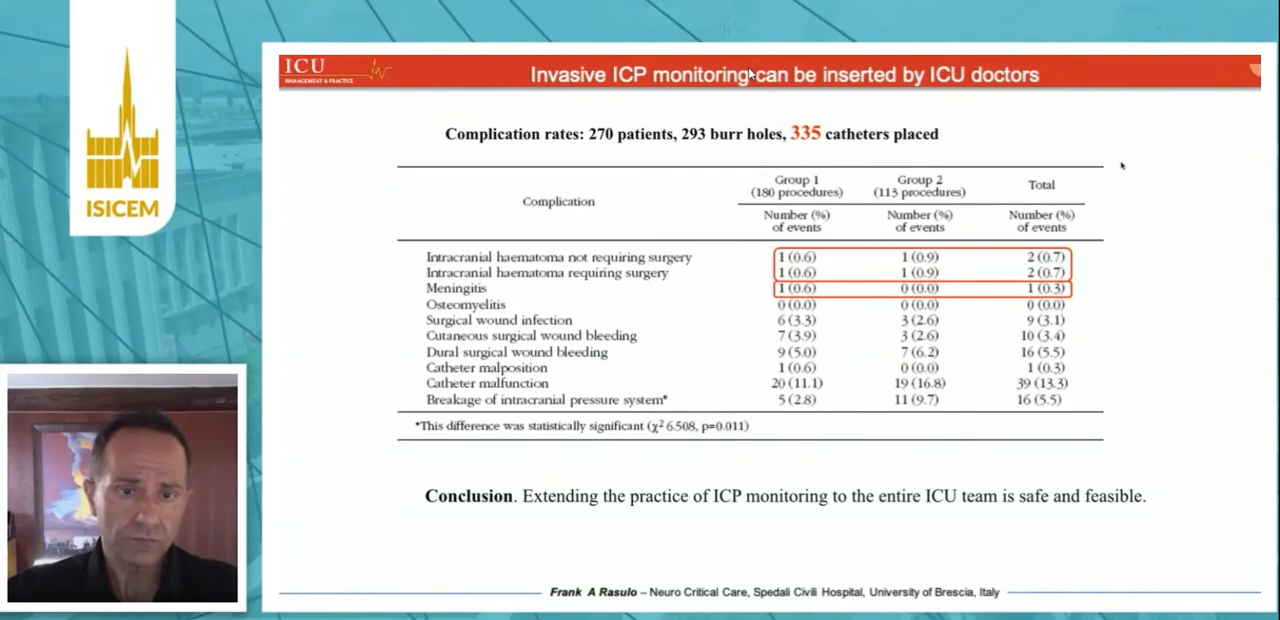 ISICEM
ICU
MANAGEMENT & PRACTICE
Invasive ICP monitoring can be inserted by ICU doctors
Complication rates: 270 patients, 293 burr holes, 335 catheters placed
Complication
Group 1
(180 procedures)
Group 2
(113 procedures)
Total
Number (%)
of events
Number (%)
of events
Number (%)
of events
Intracranial haematoma not requiring surgery 1 (0.6) 1 (0.9) 2 (0.7)
Intracranial haematoma requiring surgery 1 (0.6) 1 (0.9) 2 (0.7)
Meningitis 1 (0.6) 0 (0.0) 1 (0.3)
Osteomyelitis 0 (0.0) 0 (0.0) 0 (0.0)
Surgical wound infection 6 (3.3) 3 (2.6) 9 (3.1)
Cutaneous surgical wound bleeding 7 (3.9) 3 (2.6) 10 (3.4)
Dural surgical wound bleeding 9 (5.0) 7 (6.2) 16 (5.5)
Catheter malposition 1 (0.6) 0 (0.0) 1 (0.3)
Catheter malfunction 20 (11.1) 19 (16.8) 39 (13.3)
Breakage of intracranial pressure system* 5 (2.8) 11 (9.7) 16 (5.5)
*This difference was statistically significant (χ² 6.508, p=0.011)
Conclusion. Extending the practice of ICP monitoring to the entire ICU team is safe and feasible.
Frank A Rasulo – Neuro Critical Care, Spedali Civili Hospital, University of Brescia, Italy